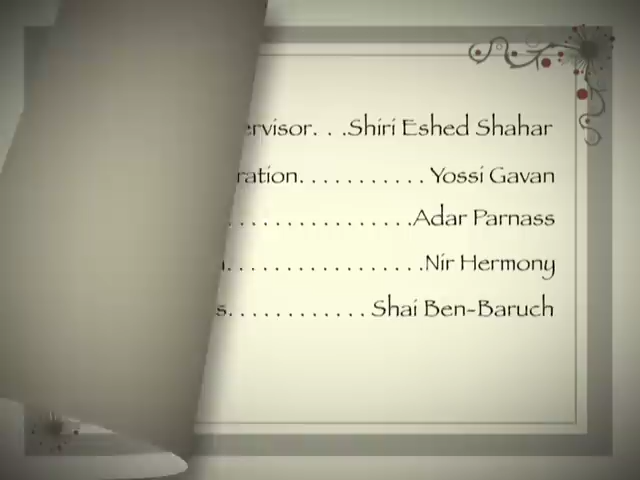 ervisor. . .Shiri Eshed Shahar
ration. . . . . . . . . . . Yossi Gavan
. . . . . . . . . . . . . . . . .Adar Parnass
. . . . . . . . . . . . . . . . . .Nir Hermony
s. . . . . . . . . . . . Shai Ben-Baruch